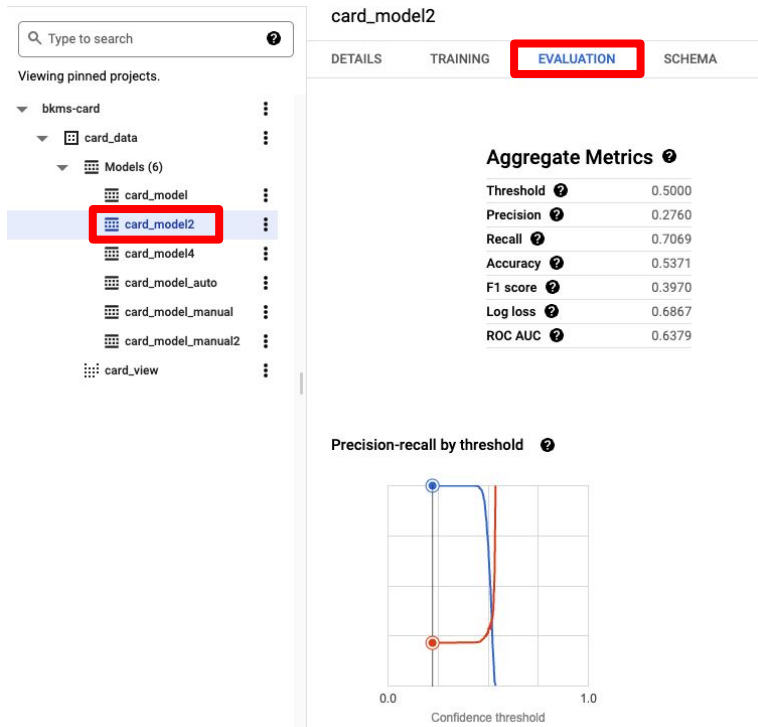 Type to search
Viewing pinned projects.
bkms-card
card_data
Models (6)
card_model
card_model2
card_model4
card_model_auto
card_model_manual
card_model_manual2
card_view
card_model2
DETAILS TRAINING EVALUATION SCHEMA
Aggregate Metrics
Threshold 0.5000
Precision 0.2760
Recall 0.7069
Accuracy 0.5371
F1 score 0.3970
Log loss 0.6867
ROC AUC 0.6379
Precision-recall by threshold
0.0 1.0
Confidence threshold